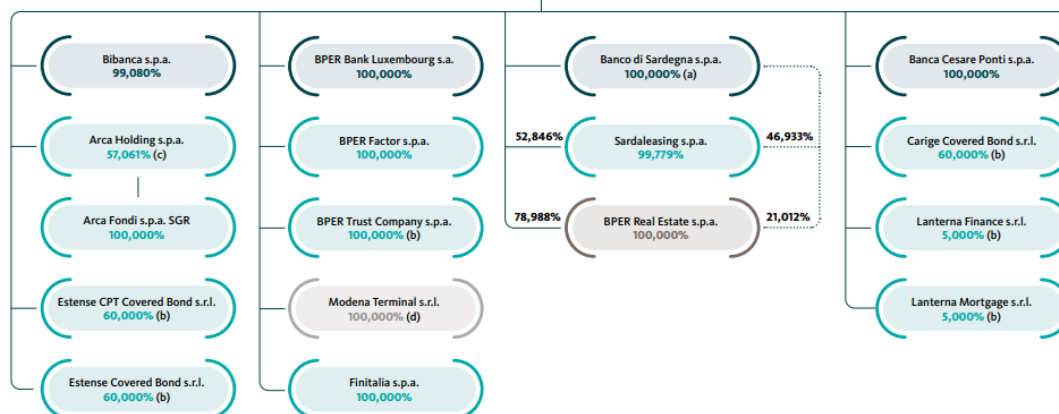 Bibanca s.p.a.
99,080%
Arca Holding s.p.a.
57,061% (c)
Arca Fondi s.p.a. SGR
100,000%
Estense CPT Covered Bond s.r.l.
60,000% (b)
Estense Covered Bond s.r.l.
60,000% (b)
BPER Bank Luxembourg s.a.
100,000%
BPER Factor s.p.a.
100,000%
BPER Trust Company s.p.a.
100,000% (b)
Modena Terminal s.r.l.
100,000% (d)
Finitalia s.p.a.
100,000%
Banco di Sardegna s.p.a.
100,000% (a)
52,846%
Sardaleasing s.p.a.
99,779%
46,933%
78,988%
BPER Real Estate s.p.a.
100,000%
21,012%
Banca Cesare Ponti s.p.a.
100,000%
Carige Covered Bond s.r.l.
60,000% (b)
Lanterna Finance s.r.l.
5,000% (b)
Lanterna Mortgage s.r.l.
5,000% (b)